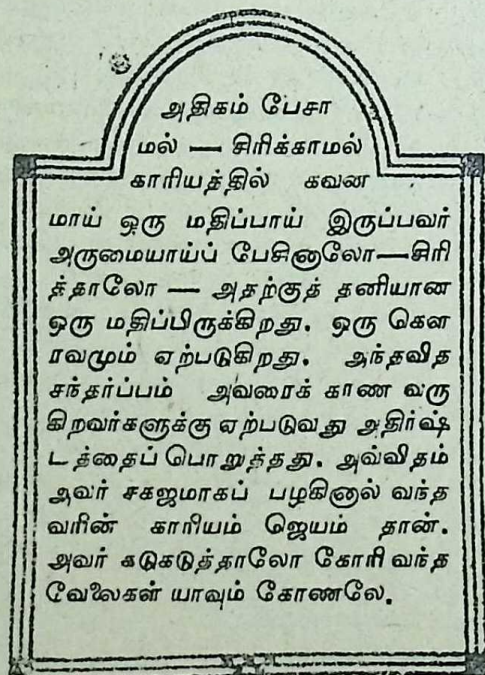 அதிகம் பேசா
மல் — சிரிக்காமல்
காரியத்தில் கவன
மாய் ஒரு மதிப்பாய் இருப்பவர்
அருமையாய்ப் பேசினாலோ—சிரி
த்தாலோ — அதற்குத் தனியான
ஒரு மதிப்பிருக்கிறது. ஒரு கௌ
ரவமும் ஏற்படுகிறது. அந்தவித
சந்தர்ப்பம் அவரைக் காண வரு
கிறவர்களுக்கு ஏற்படுவது அதிர்ஷ்
டத்தைப் பொறுத்தது. அவ்விதம்
அவர் சகஜமாகப் பழகினால் வந்த
வரின் காரியம் ஜெயம் தான்.
அவர் கடுகடுத்தாலோ கோரி வந்த
வேலைகள் யாவும் கோணலே.